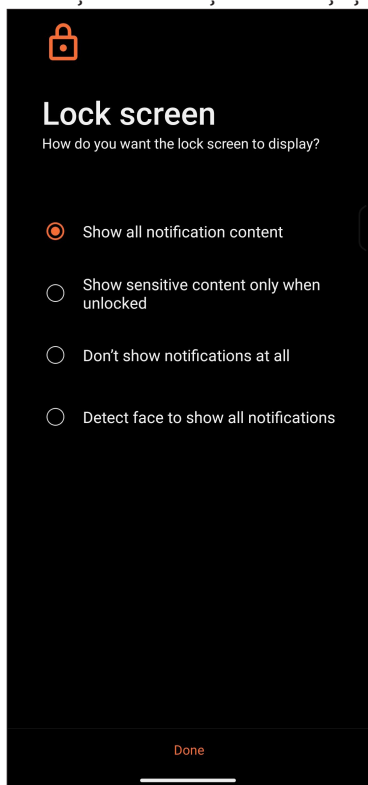 Lock screen
How do you want the lock screen to display?
Show all notification content
Show sensitive content only when
unlocked
Don’t show notifications at all
Detect face to show all notifications
Done